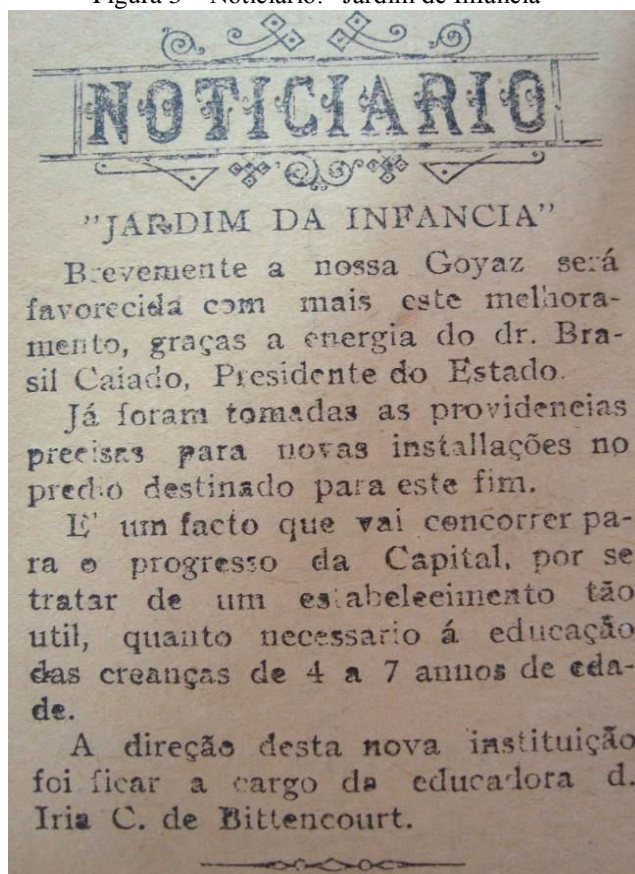 Figura 3 – Noticiário: "Jardim de Infância"
NOTICIARIO
"JARDIM DA INFANCIA"
Brevemente a nossa Goyaz será
favorecida com mais este melhora-
mento, graças a energia do dr. Bra-
sil Caiado, Presidente do Estado.
Já foram tomadas as providencias
precisas para novas installações no
predio destinado para este fim.
E' um facto que vai concorrer pa-
ra o progresso da Capital, por se
tratar de um estabelecimento tão
util, quanto necessario á educação
das creanças de 4 a 7 annos de eda-
de.
A direção desta nova instituição
foi ficar a cargo da educadora d.
Iria C. de Bittencourt.